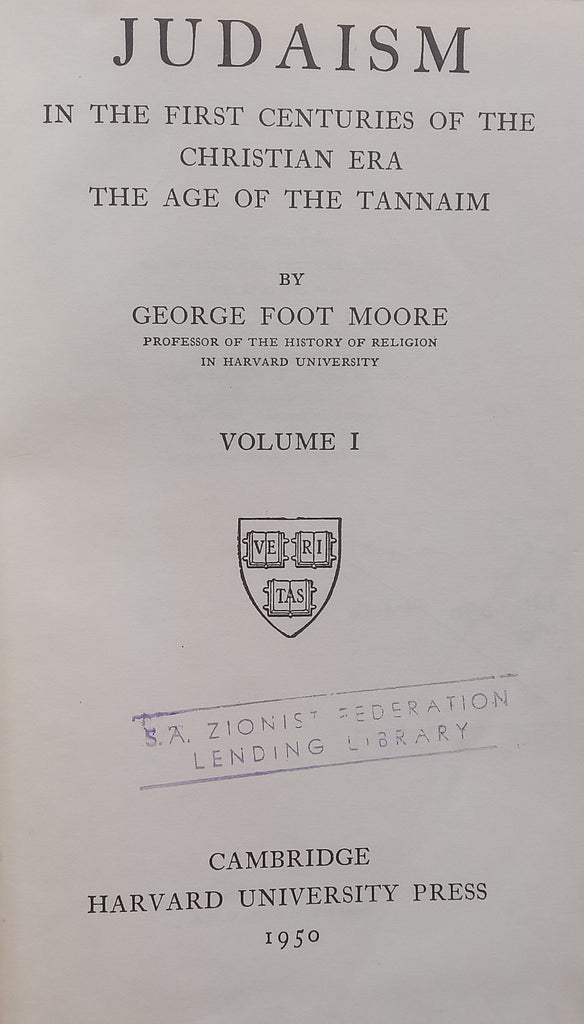 JUDAISM
IN THE FIRST CENTURIES OF THE
CHRISTIAN ERA
THE AGE OF THE TANNAIM
BY
GEORGE FOOT MOORE
PROFESSOR OF THE HISTORY OF RELIGION
IN HARVARD UNIVERSITY
VOLUME I
VE RI
TAS
S.A. ZIONIST FEDERATION
LENDING LIBRARY
CAMBRIDGE
HARVARD UNIVERSITY PRESS
1950